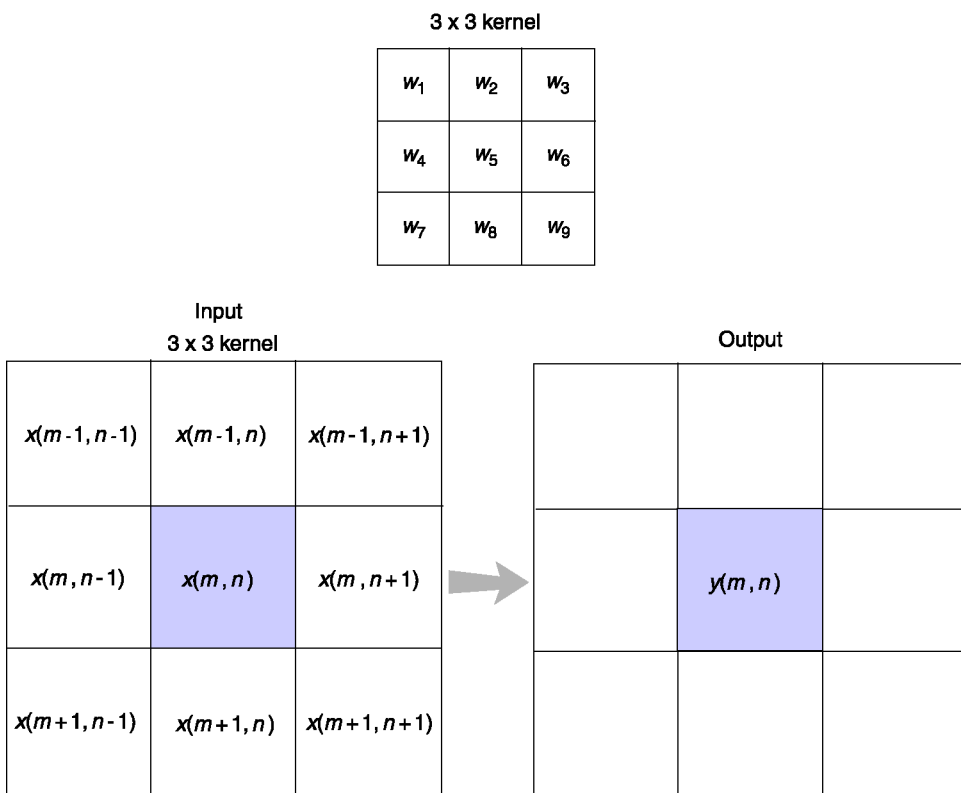 3 x 3 kernel
w₁ w₂ w₃
w₄ w₅ w₆
w₇ w₈ w₉
Input
3 x 3 kernel
Output
x(m-1,n-1) x(m-1,n) x(m-1,n+1)
x(m,n-1) x(m,n) x(m,n+1) y(m,n)
x(m+1,n-1) x(m+1,n) x(m+1,n+1)